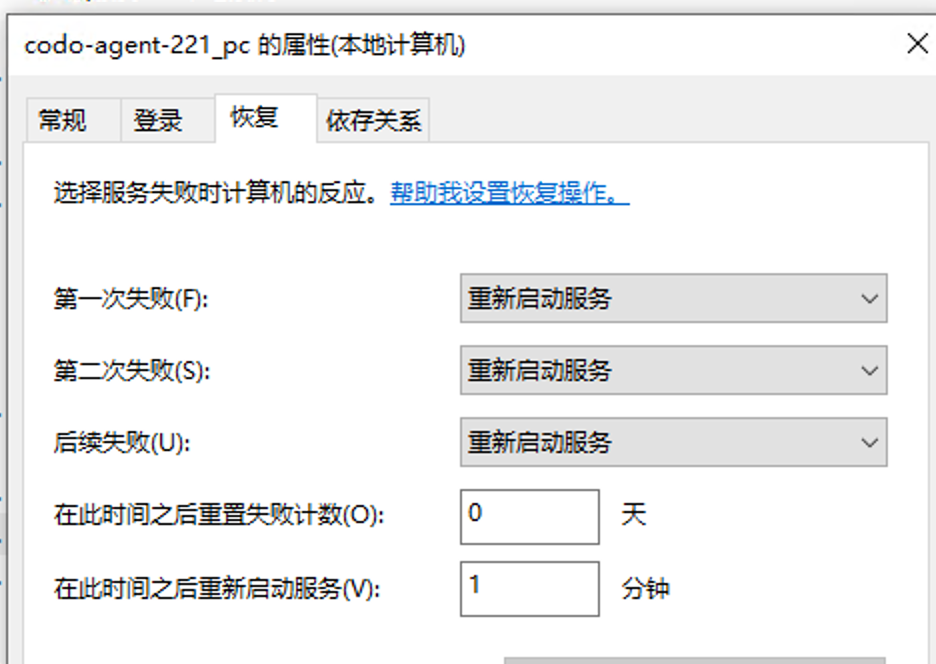 codo-agent-221_pc 的属性(本地计算机)
常规 登录 恢复 依存关系
选择服务失败时计算机的反应。帮助我设置恢复操作。
第一次失败(F): 重新启动服务
第二次失败(S): 重新启动服务
后续失败(U): 重新启动服务
在此时间之后重置失败计数(O): 0 天
在此时间之后重新启动服务(V): 1 分钟